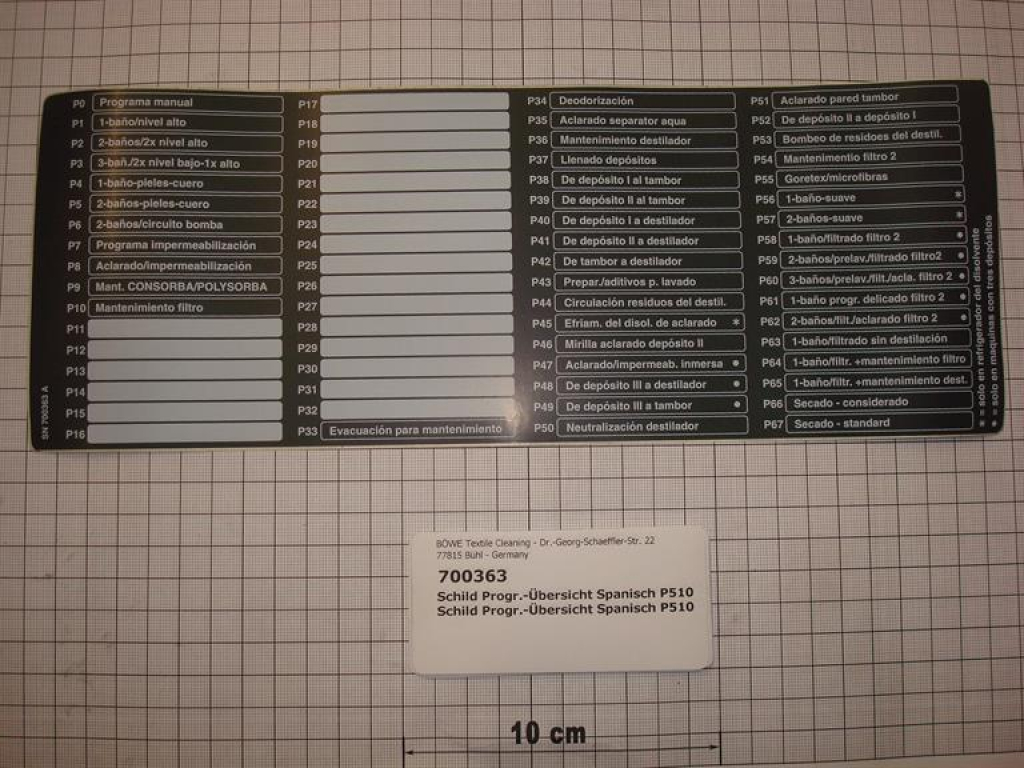 P0 Programa manual
P1 1-baño/nivel alto
P2 2-baños/2x nivel alto
P3 3-bañ./2x nivel bajo-1x alto
P4 1-baño-pieles-cuero
P5 2-baños-pieles-cuero
P6 2-baños/circuito bomba
P7 Programa impermeabilización
P8 Aclarado/impermeabilización
P9 Mant. CONSORBA/POLYSORBA
P10 Mantenimiento filtro
P11
P12
P13
P14
P15
P16
SN 700363 A
P17
P18
P19
P20
P21
P22
P23
P24
P25
P26
P27
P28
P29
P30
P31
P32
P33 Evacuación para mantenimiento
P34 Deodorización
P35 Aclarado separator aqua
P36 Mantenimiento destilador
P37 Llenado depósitos
P38 De depósito I al tambor
P39 De depósito II al tambor
P40 De depósito I a destilador
P41 De depósito II a destilador
P42 De tambor a destilador
P43 Prepar./aditivos p. lavado
P44 Circulación residuos del destil.
P45 Efriam. del disol. de aclarado *
P46 Mirilla aclarado depósito II
P47 Aclarado/impermeab. inmersa •
P48 De depósito III a destilador •
P49 De depósito III a tambor •
P50 Neutralización destilador
P51 Aclarado pared tambor
P52 De depósito II a depósito I
P53 Bombeo de residoes del destil.
P54 Mantenimentio filtro 2
P55 Goretex/microfibras
P56 1-baño-suave *
P57 2-baños-suave *
P58 1-baño/filtrado filtro 2 •
P59 2-baños/prelav./filtrado filtro2 •
P60 3-baños/prelav./filt./acla. filtro 2 •
P61 1-baño progr. delicado filtro 2 •
P62 2-baños/filt./aclarado filtro 2 •
P63 1-baño/filtrado sin destilación
P64 1-baño/filtr. +mantenimiento filtro
P65 1-baño/filtr. +mantenimiento dest.
P66 Secado - considerado
P67 Secado - standard
* = solo en refrigerador del disolvente
• = solo en maquinas con tres depósitos
BÖWE Textile Cleaning - Dr.-Georg-Schaeffler-Str. 22
77815 Bühl - Germany
700363
Schild Progr.-Übersicht Spanisch P510
Schild Progr.-Übersicht Spanisch P510
10 cm